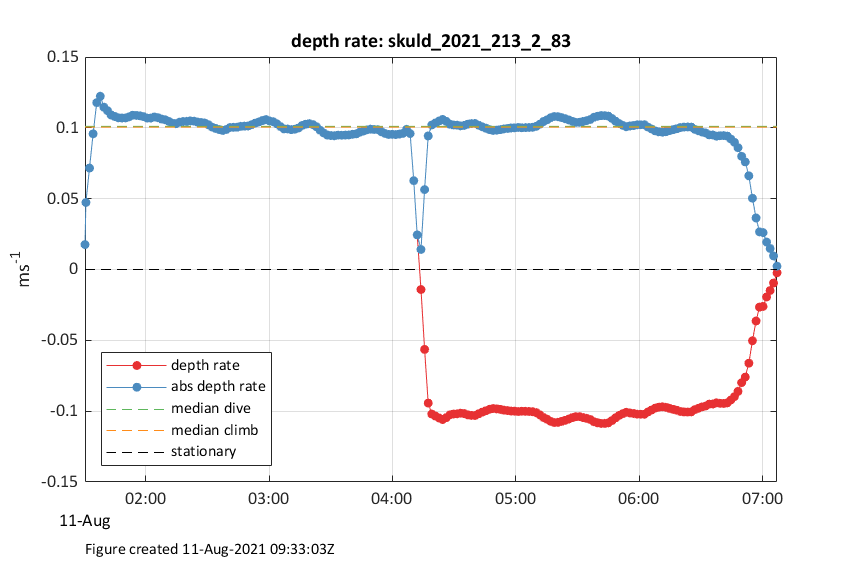 depth rate: skuld_2021_213_2_83
0.15
0.1
0.05
0
-0.05
-0.1
-0.15
ms-1
depth rate
abs depth rate
median dive
median climb
stationary
02:00 03:00 04:00 05:00 06:00 07:00
11-Aug
Figure created 11-Aug-2021 09:33:03Z